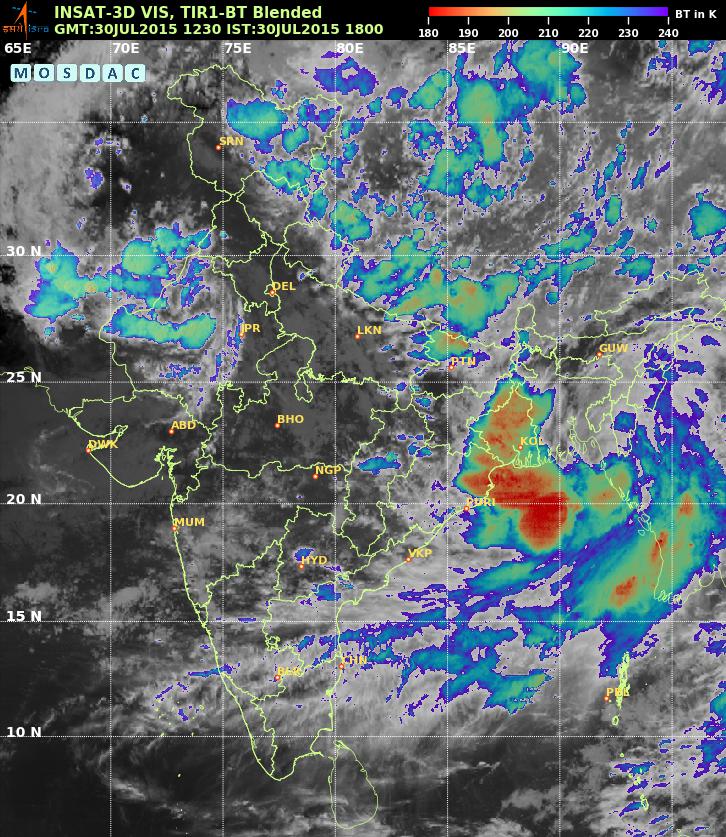 INSAT-3D VIS, TIR1-BT Blended
GMT:30JUL2015 1230 IST:30JUL2015 1800
BT in K
180 190 200 210 220 230 240
65E 70E 75E 80E 85E 90E
MOSDAC
SRN
30 N
DEL
JPR
LKN
GUW
PTN
25 N
ABD
BHO
DWK
KOL
NGP
20 N
PURI
MUM
VKP
HYD
15 N
CHN
BLR
PBL
10 N